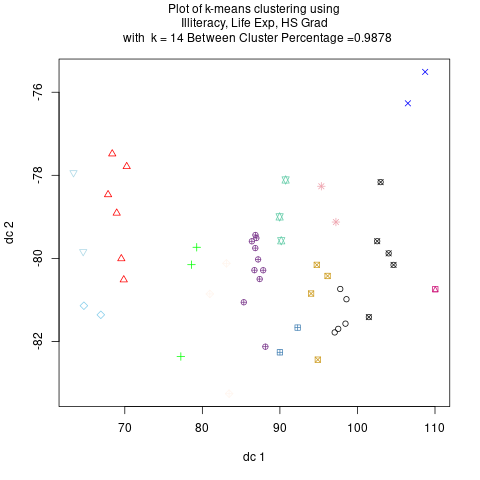 Plot of k-means clustering using
Illiteracy, Life Exp, HS Grad
with  k = 14 Between Cluster Percentage =0.9878
-76
-78
-80
-82
dc 2
70 80 90 100 110
dc 1